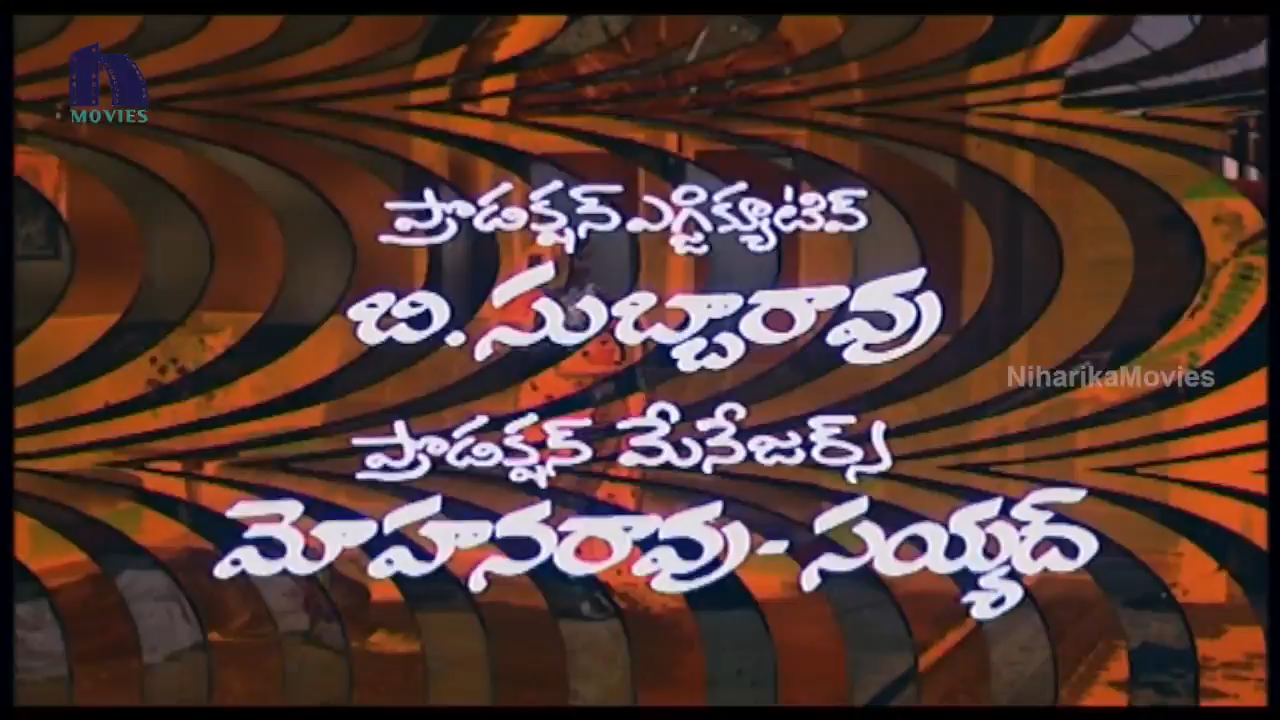 MOVIES
ప్రొడక్షన్ ఎగ్జిక్యూటివ్
బి. సుబ్బారావు
NiharikaMovies
ప్రొడక్షన్ మేనేజర్స్
మోహనరావు - సయ్యద్